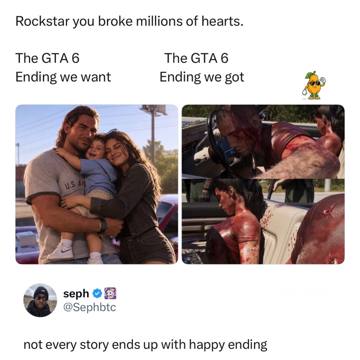 Rockstar you broke millions of hearts.
The GTA 6 The GTA 6
Ending we want Ending we got
U.S.
seph
@Sephbtc
not every story ends up with happy ending